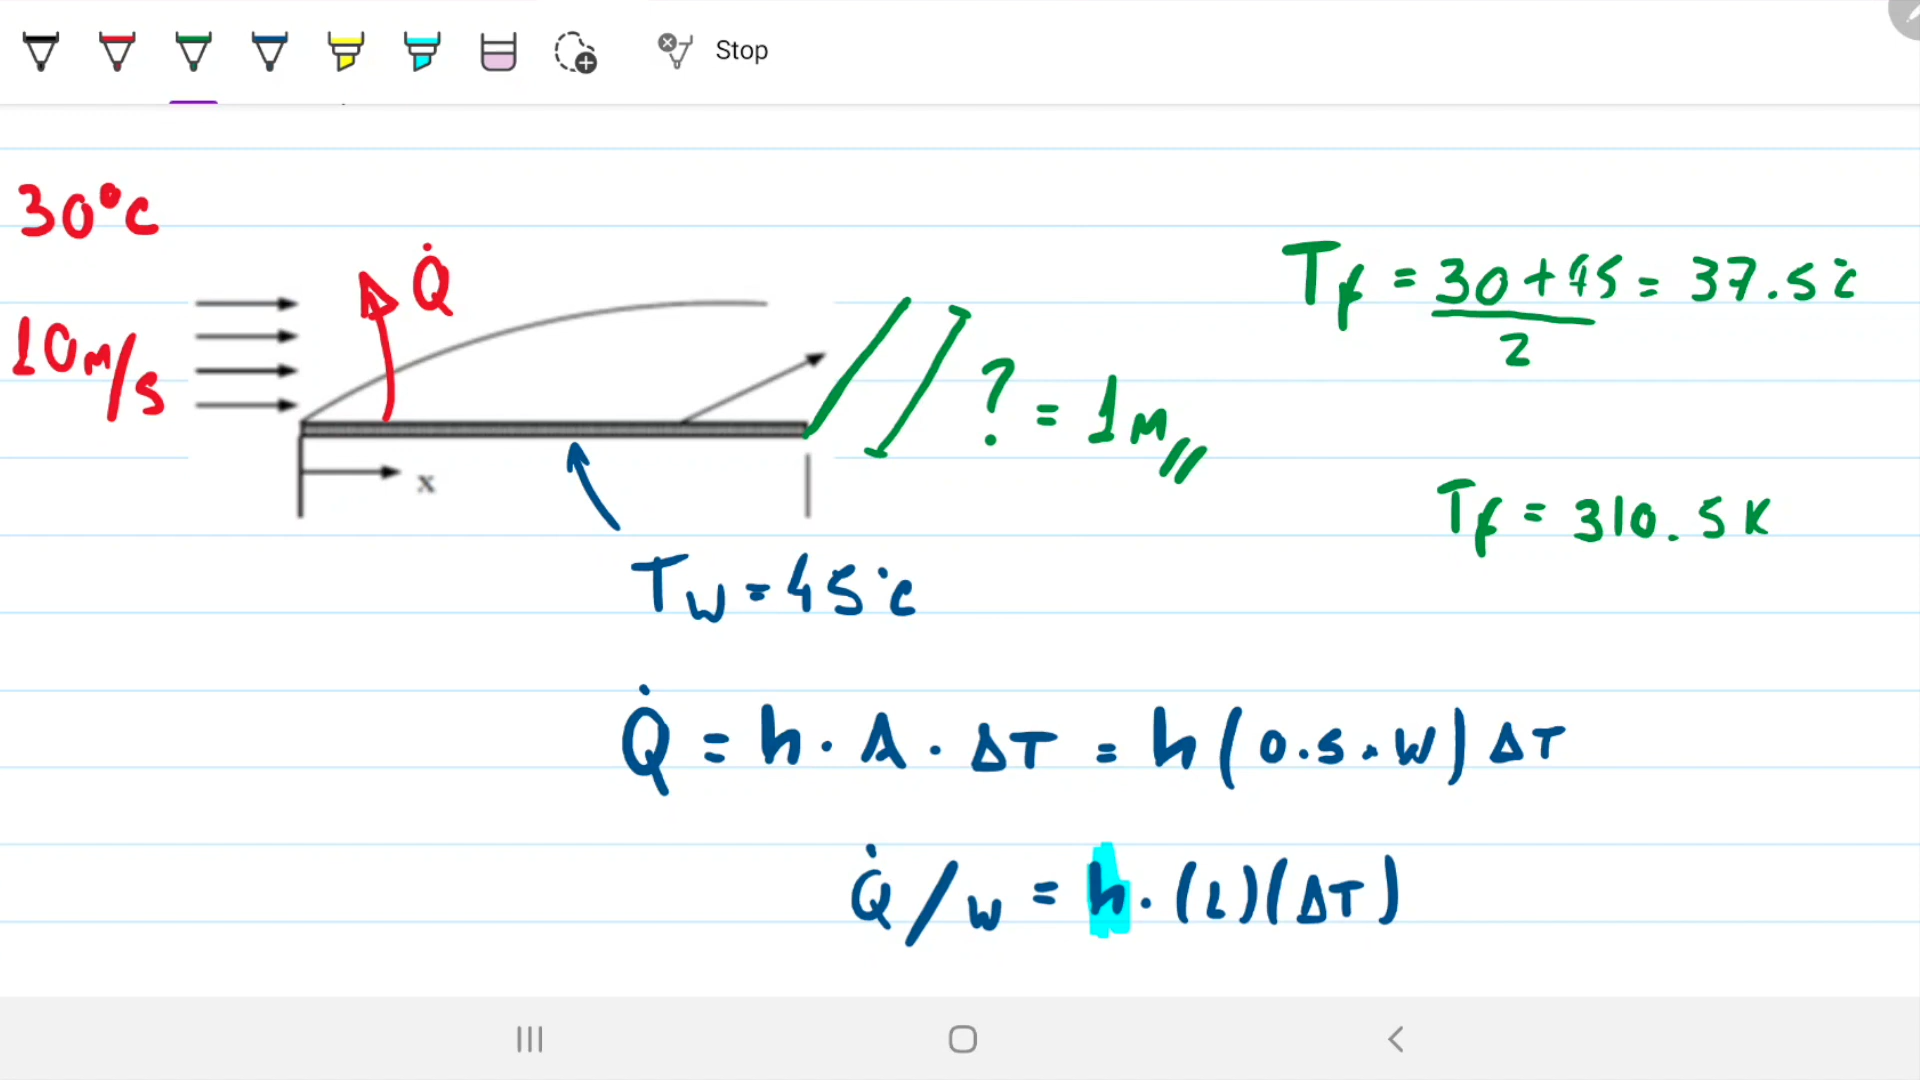 Stop
30°C
10m/s
Q̇
x
? = 1m
Tf = 30+45 / 2 = 37.5°c
Tf = 310.5K
Tw = 45°c
Q̇ = h · A · ΔT = h(0.5 · w) ΔT
Q̇/w = h · (L)(ΔT)